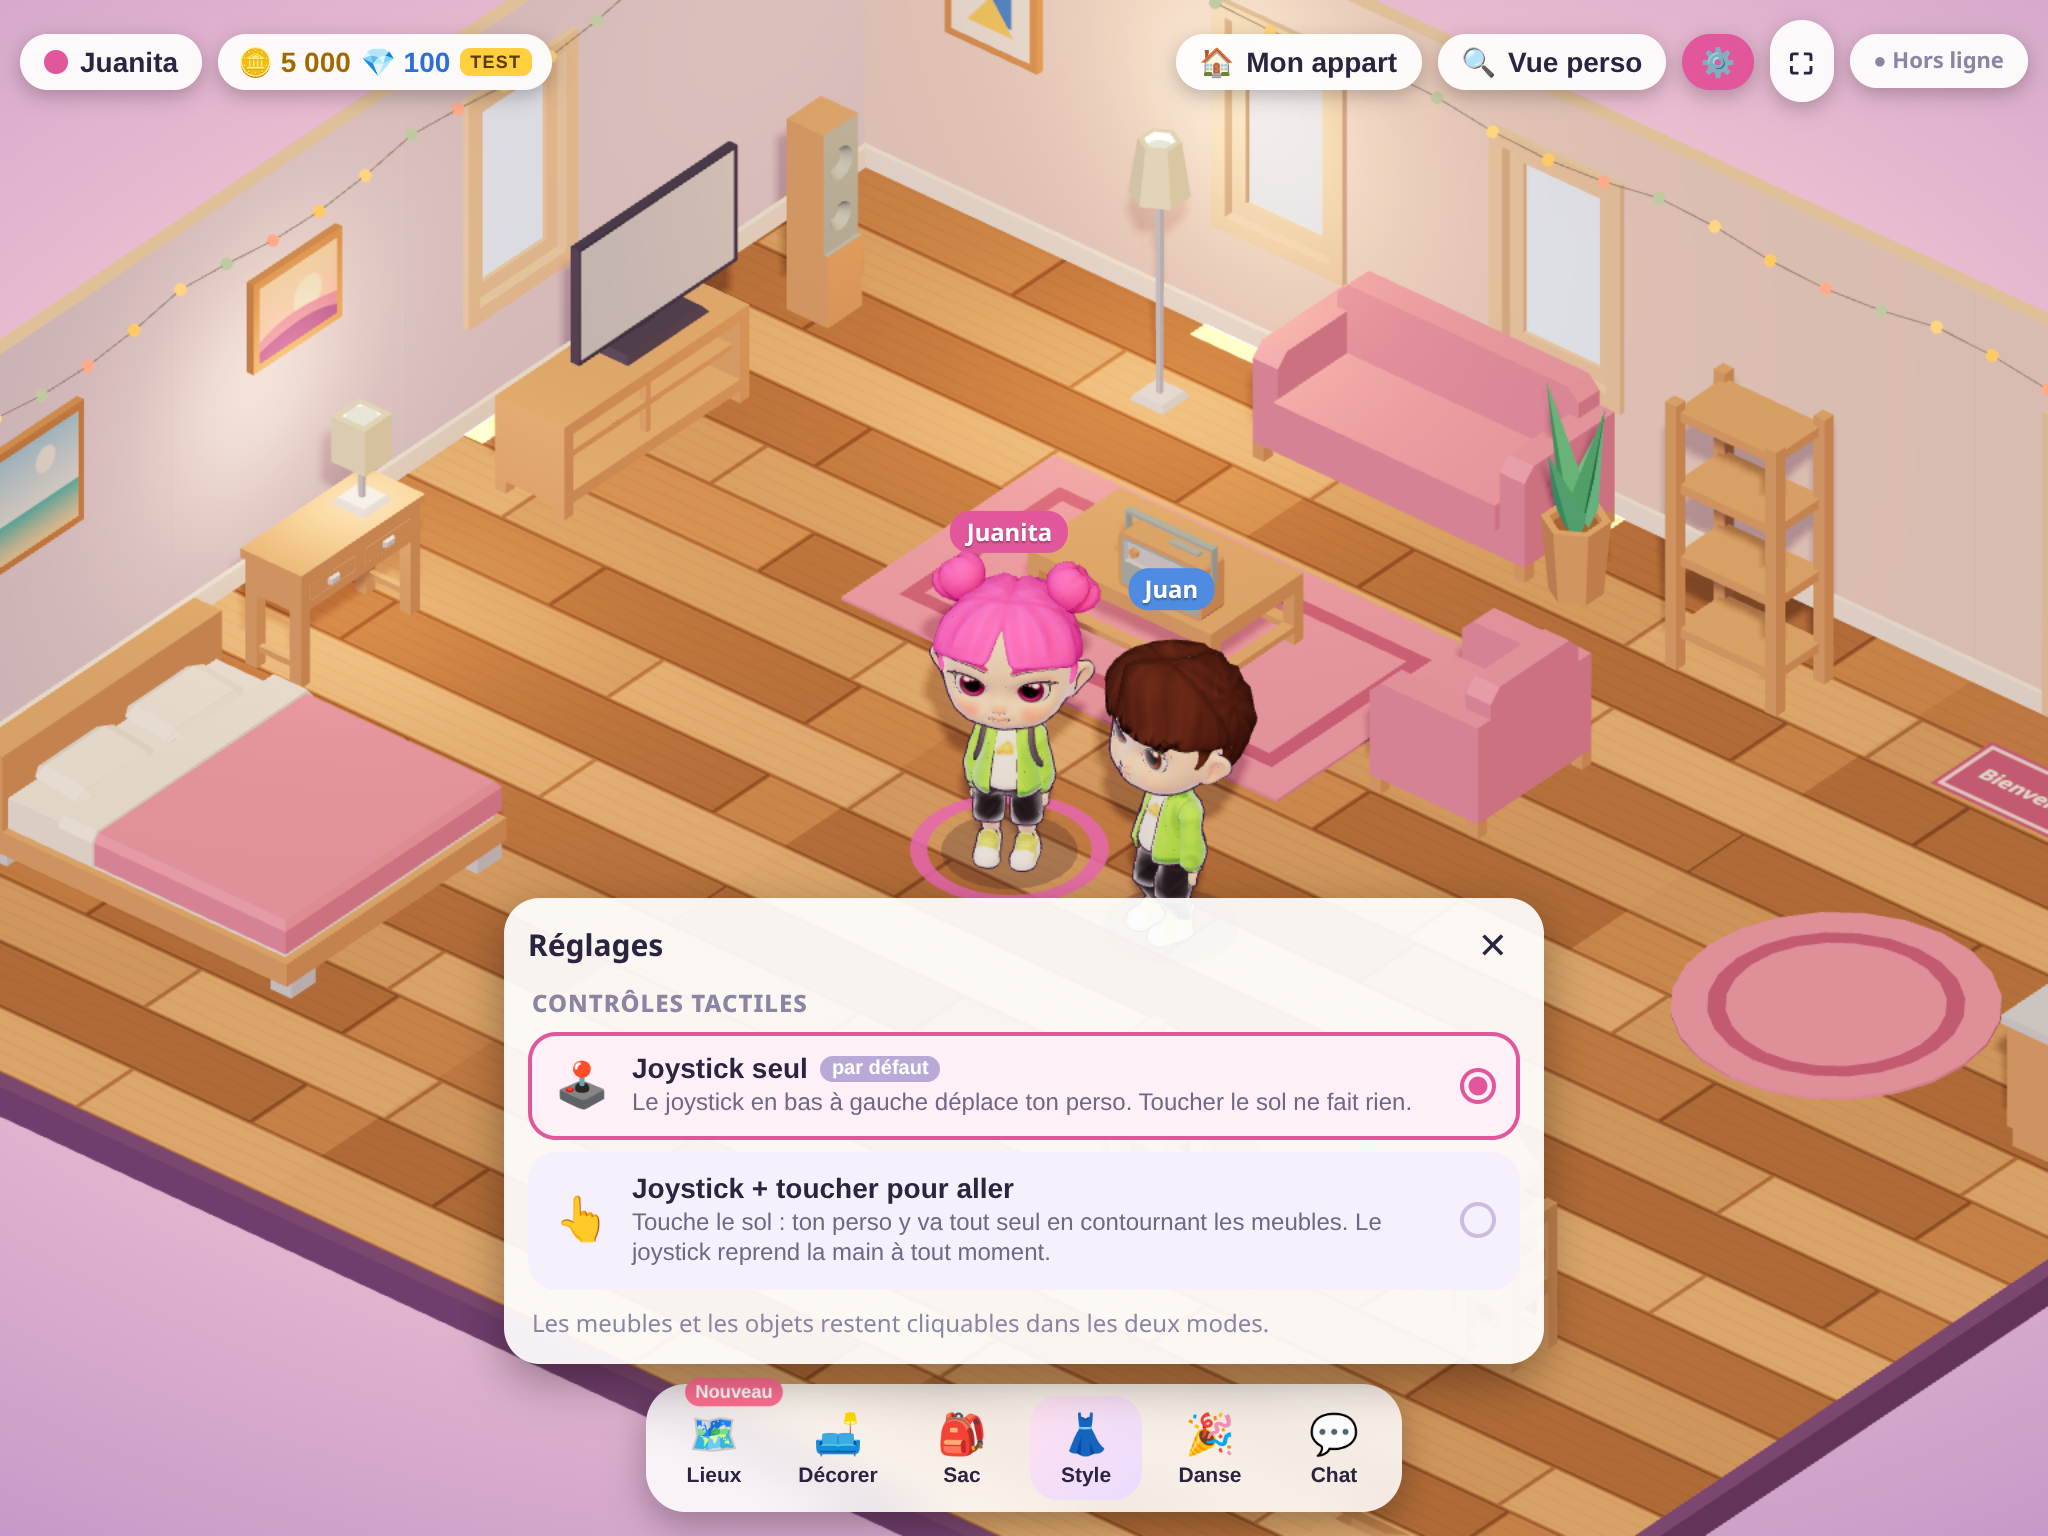 Juanita
5 000 100 TEST
Mon appart
Vue perso
Hors ligne
Juanita
Juan
Réglages
CONTRÔLES TACTILES
Joystick seul par défaut
Le joystick en bas à gauche déplace ton perso. Toucher le sol ne fait rien.
Joystick + toucher pour aller
Touche le sol : ton perso y va tout seul en contournant les meubles. Le
joystick reprend la main à tout moment.
Les meubles et les objets restent cliquables dans les deux modes.
Nouveau
Lieux
Décorer
Sac
Style
Danse
Chat